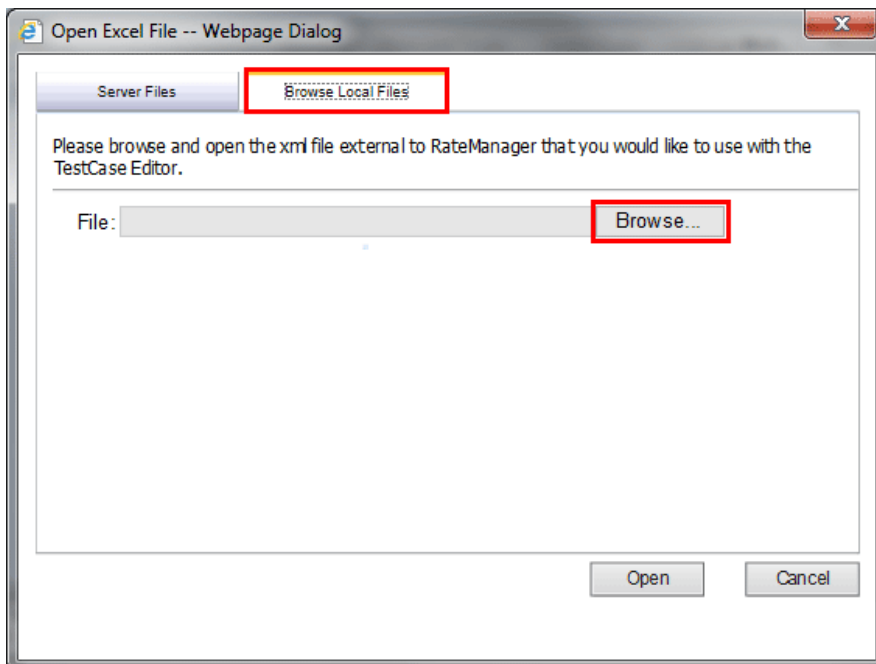 Open Excel File -- Webpage Dialog
X
Server Files
Browse Local Files
Please browse and open the xml file external to RateManager that you would like to use with the
TestCase Editor.
File: Browse...
Open Cancel